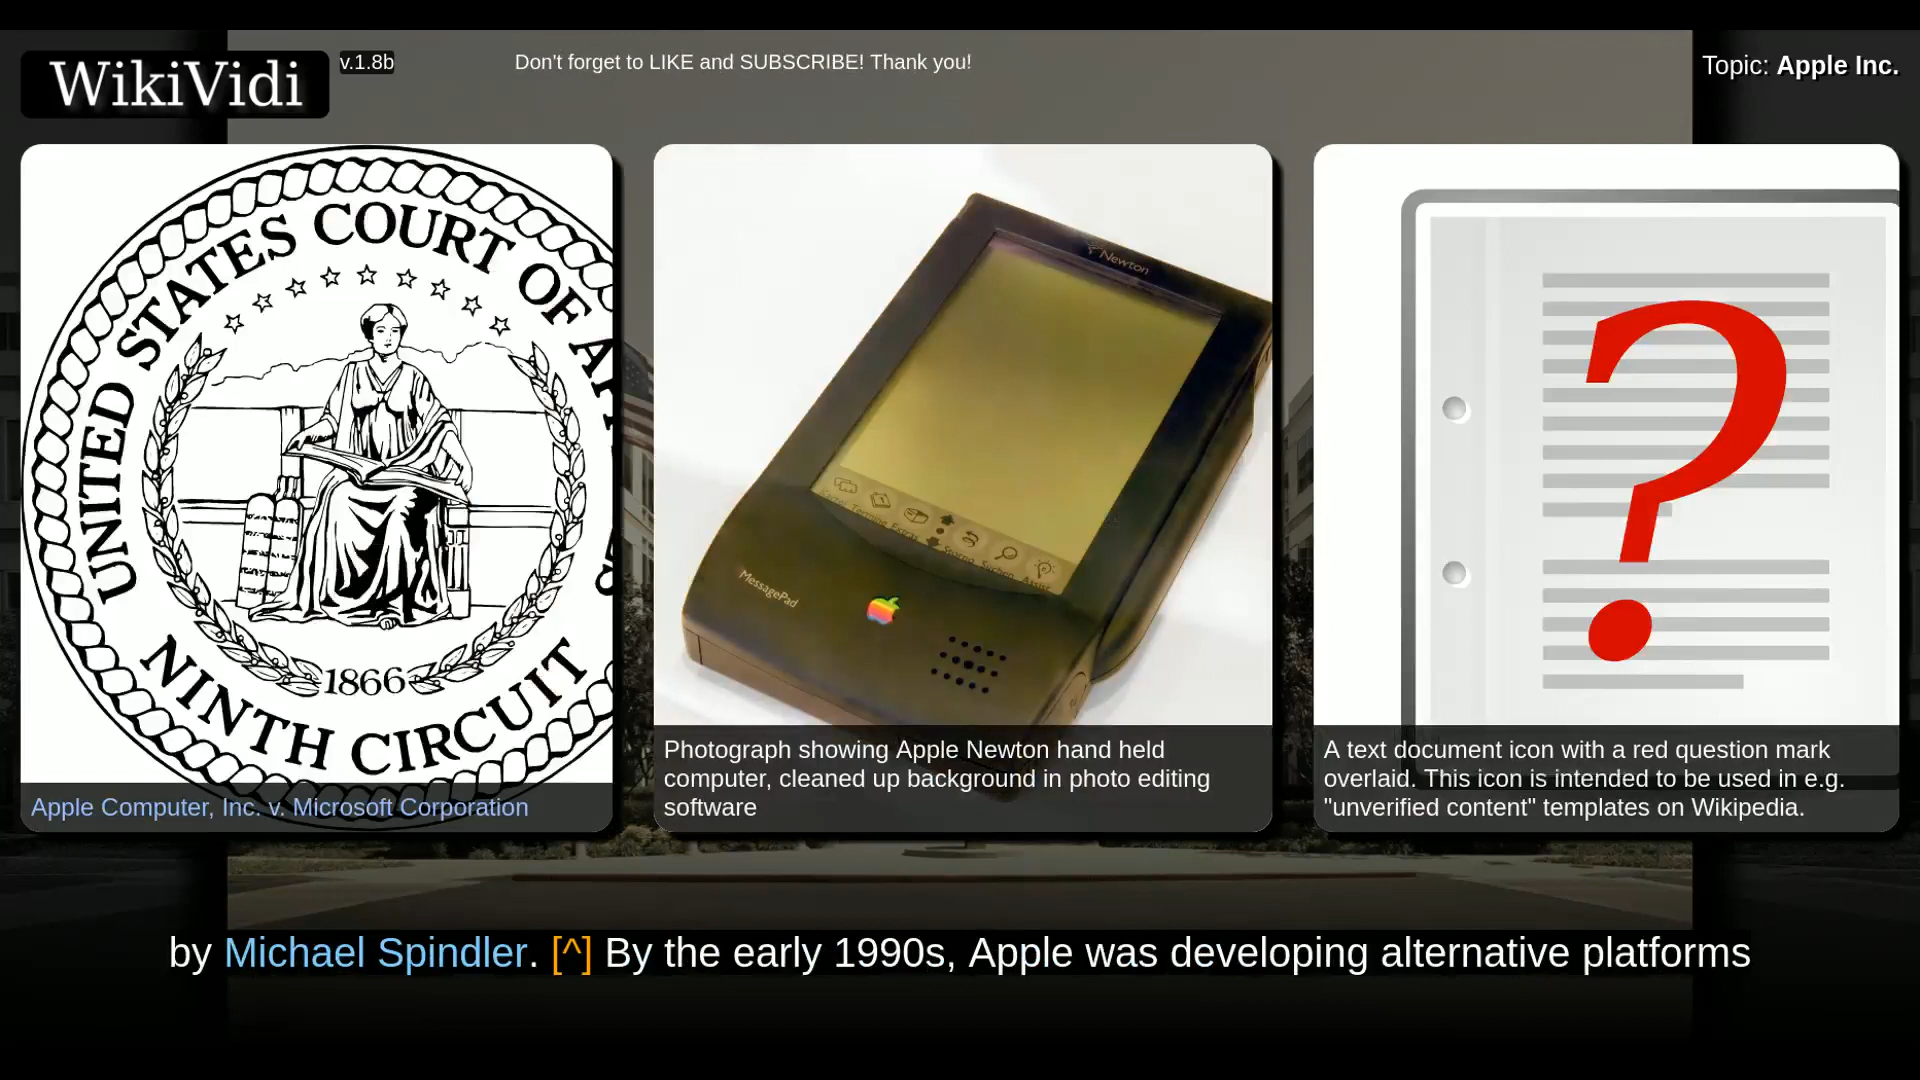 WikiVidi
v.1.8b
Don't forget to LIKE and SUBSCRIBE! Thank you!
Topic: Apple Inc.
UNITED STATES COURT OF
NINTH CIRCUIT
1866
Apple Computer, Inc. v. Microsoft Corporation
Newton
Extras
Suchen
MessagePad
Photograph showing Apple Newton hand held
computer, cleaned up background in photo editing
software
?
A text document icon with a red question mark
overlaid. This icon is intended to be used in e.g.
"unverified content" templates on Wikipedia.
by Michael Spindler. [^] By the early 1990s, Apple was developing alternative platforms